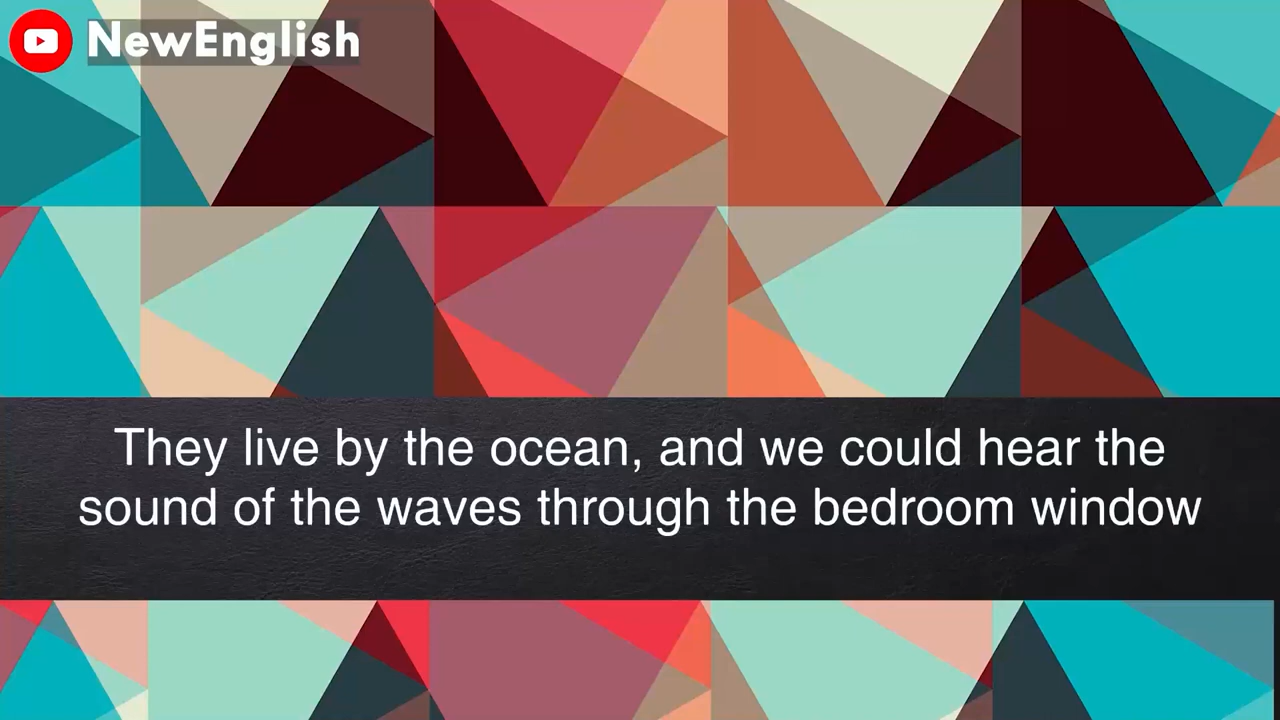 NewEnglish
They live by the ocean, and we could hear the
sound of the waves through the bedroom window